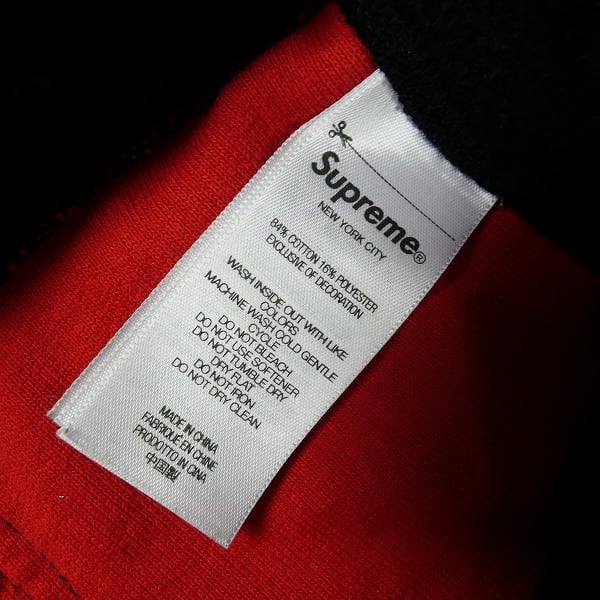 Supreme®
NEW YORK CITY
84% COTTON 16% POLYESTER
EXCLUSIVE OF DECORATION
WASH INSIDE OUT WITH LIKE
COLORS
MACHINE WASH COLD GENTLE
CYCLE
DO NOT BLEACH
DO NOT USE SOFTENER
DO NOT TUMBLE DRY
DRY FLAT
DO NOT IRON
DO NOT DRY CLEAN
MADE IN CHINA
FABRIQUÉ EN CHINE
PRODOTTO IN CINA
中国製